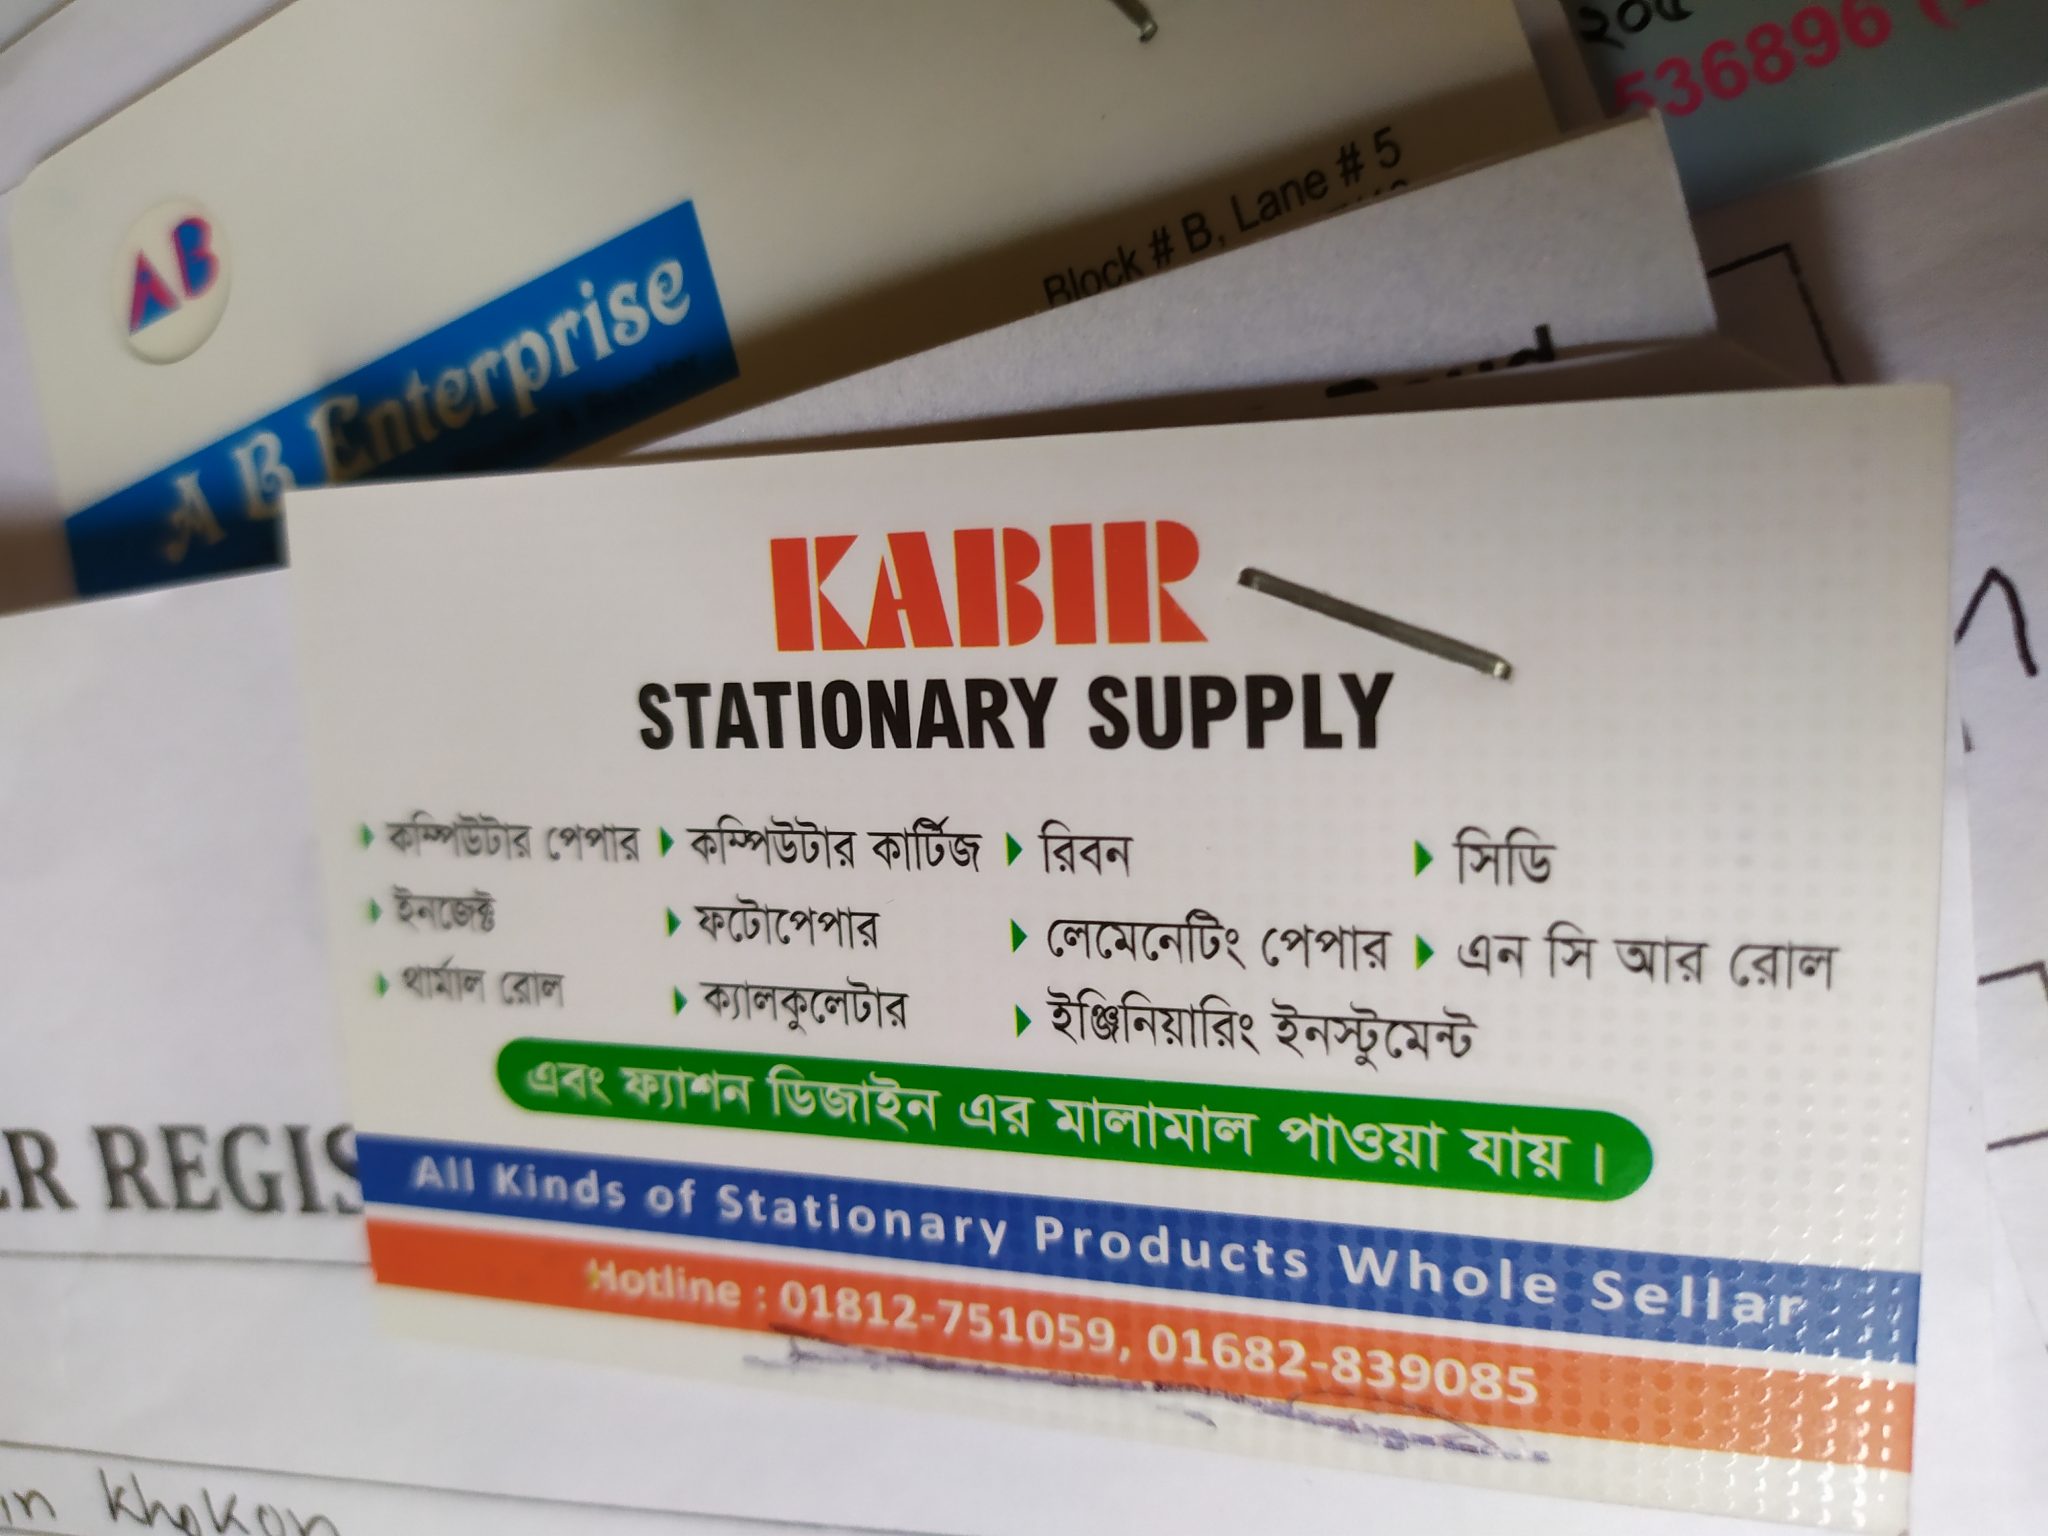 ২০৫
536896
AB
A B Enterprise
Block # B, Lane # 5
KABIR
STATIONARY SUPPLY
কম্পিউটার পেপার কম্পিউটার কার্টিজ রিবন সিডি
ইনজেক্ট ফটোপেপার লেমেনেটিং পেপার এন সি আর রোল
থার্মাল রোল ক্যালকুলেটার ইঞ্জিনিয়ারিং ইনস্টুমেন্ট
এবং ফ্যাশন ডিজাইন এর মালামাল পাওয়া যায়।
All Kinds of Stationary Products Whole Sellar
Hotline : 01812-751059, 01682-839085
R REGIS
in Khokon